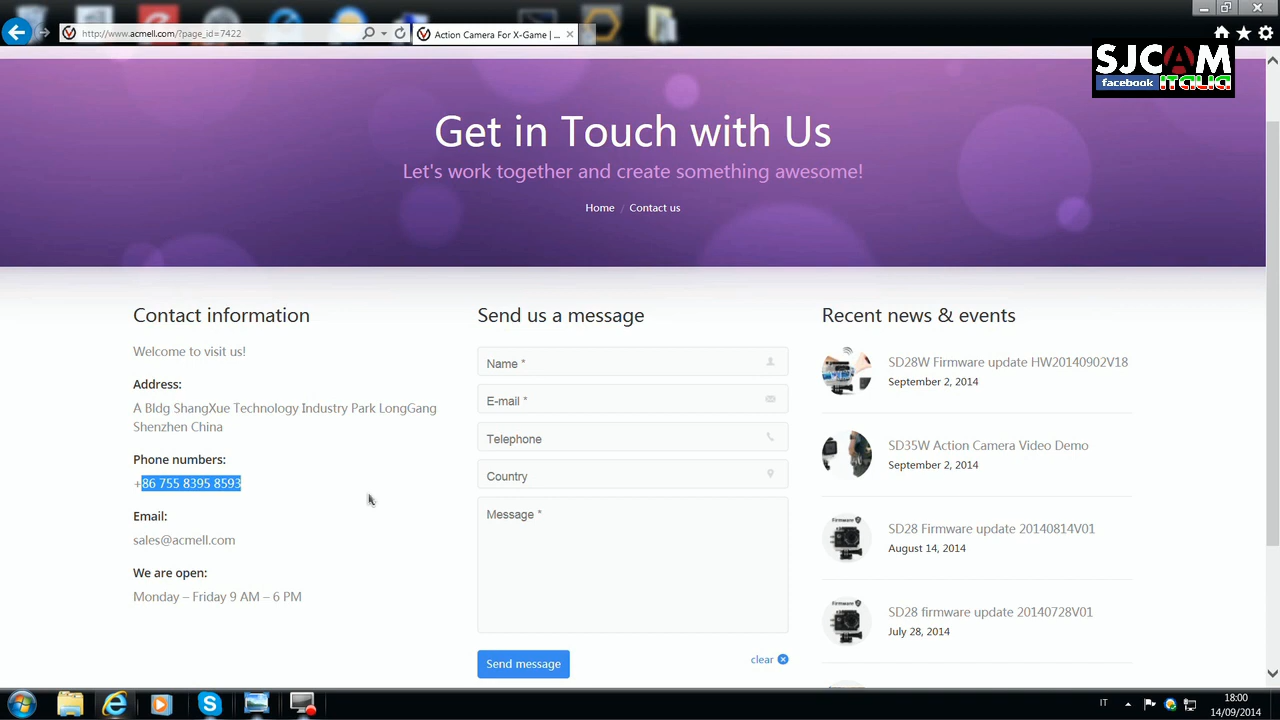 http://www.acmell.com/?page_id=7422
Action Camera For X-Game | ...
SJCAM
facebook ITALIA
Get in Touch with Us
Let's work together and create something awesome!
Home / Contact us
Contact information
Welcome to visit us!
Address:
A Bldg ShangXue Technology Industry Park LongGang
Shenzhen China
Phone numbers:
+86 755 8395 8593
Email:
sales@acmell.com
We are open:
Monday – Friday 9 AM – 6 PM
Send us a message
Name *
E-mail *
Telephone
Country
Message *
Send message
clear
Recent news & events
SD28W Firmware update HW20140902V18
September 2, 2014
SD35W Action Camera Video Demo
September 2, 2014
Firmware
SD28 Firmware update 20140814V01
August 14, 2014
Firmware
SD28 firmware update 20140728V01
July 28, 2014
IT
18:00
14/09/2014